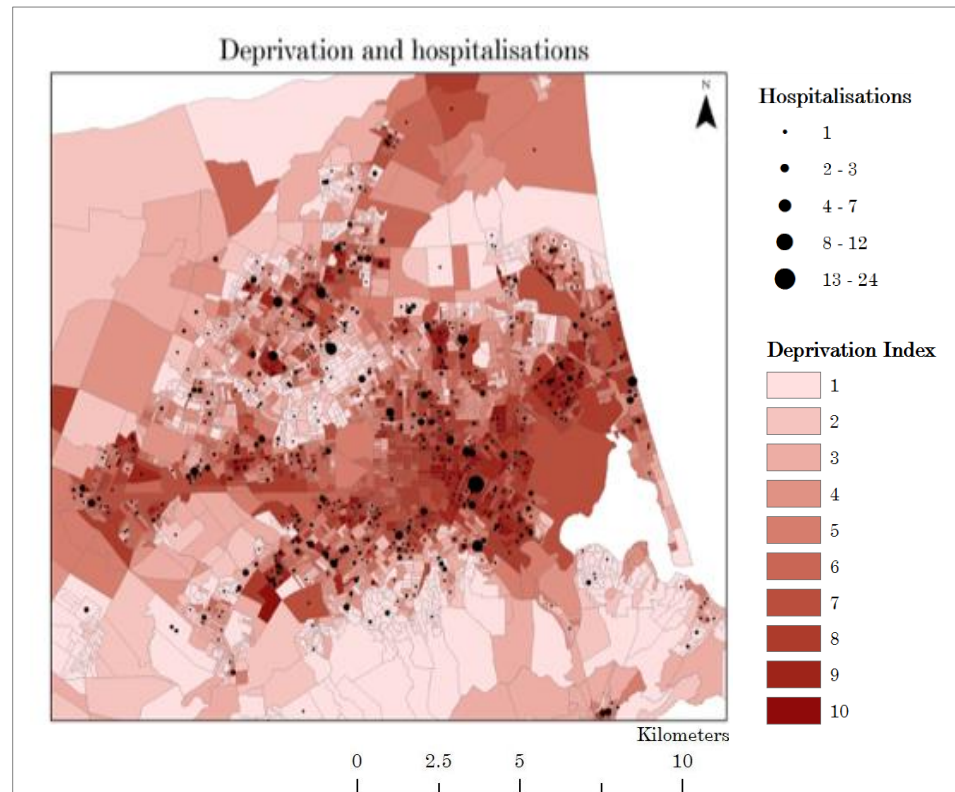 Deprivation and hospitalisations
N
Hospitalisations
1
2 - 3
4 - 7
8 - 12
13 - 24
Deprivation Index
1
2
3
4
5
6
7
8
9
10
Kilometers
0 2.5 5 10